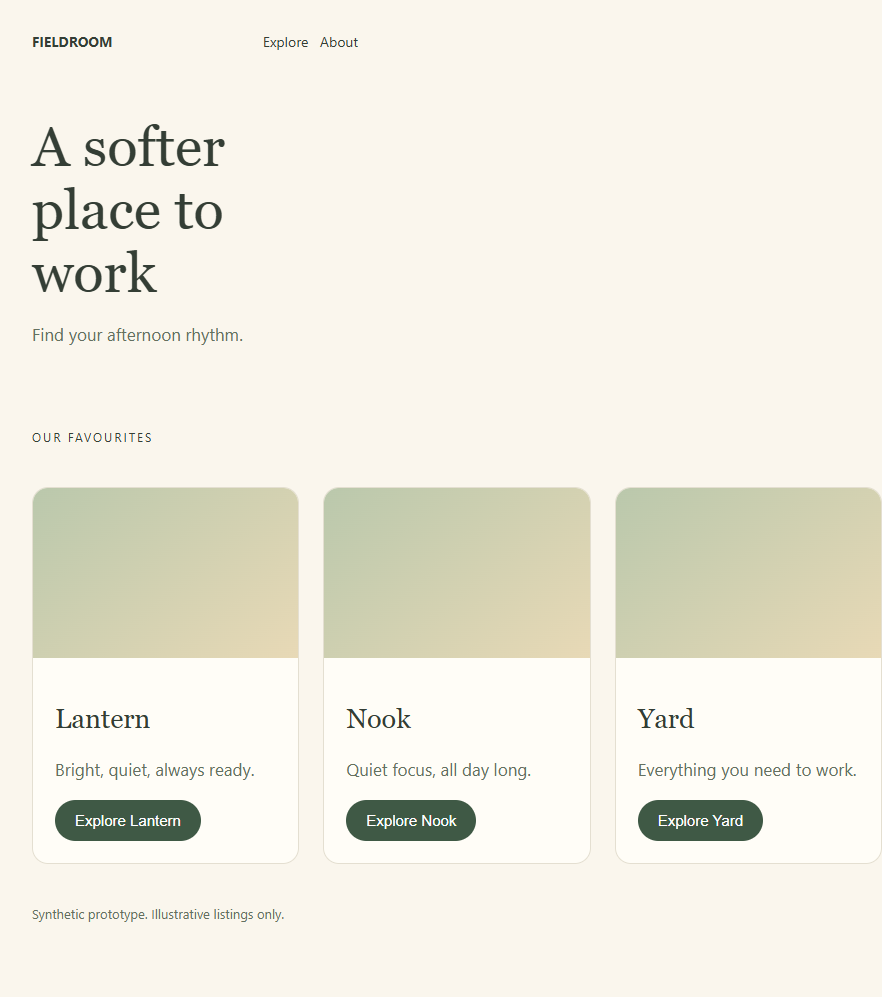 FIELDROOM
Explore About
A softer
place to
work
Find your afternoon rhythm.
OUR FAVOURITES
Lantern
Bright, quiet, always ready.
Explore Lantern
Nook
Quiet focus, all day long.
Explore Nook
Yard
Everything you need to work.
Explore Yard
Synthetic prototype. Illustrative listings only.